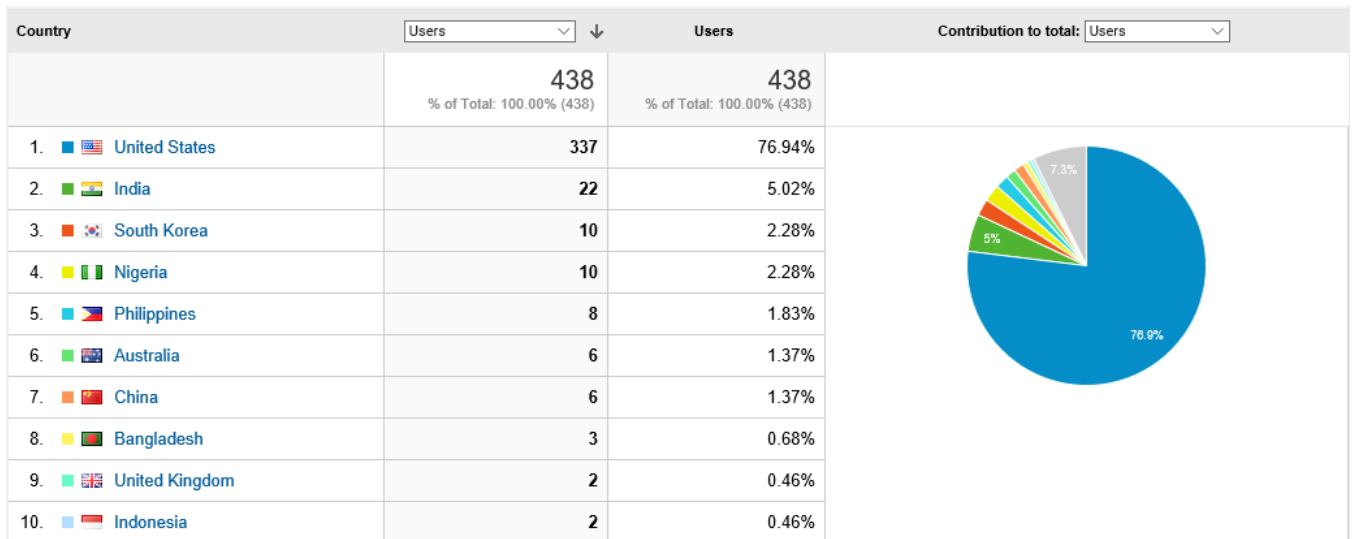 Country Users Users Contribution to total: Users
438 438
% of Total: 100.00% (438) % of Total: 100.00% (438)
1. United States 337 76.94%
2. India 22 5.02%
3. South Korea 10 2.28%
4. Nigeria 10 2.28%
5. Philippines 8 1.83%
6. Australia 6 1.37%
7. China 6 1.37%
8. Bangladesh 3 0.68%
9. United Kingdom 2 0.46%
10. Indonesia 2 0.46%
7.3%
5%
76.9%